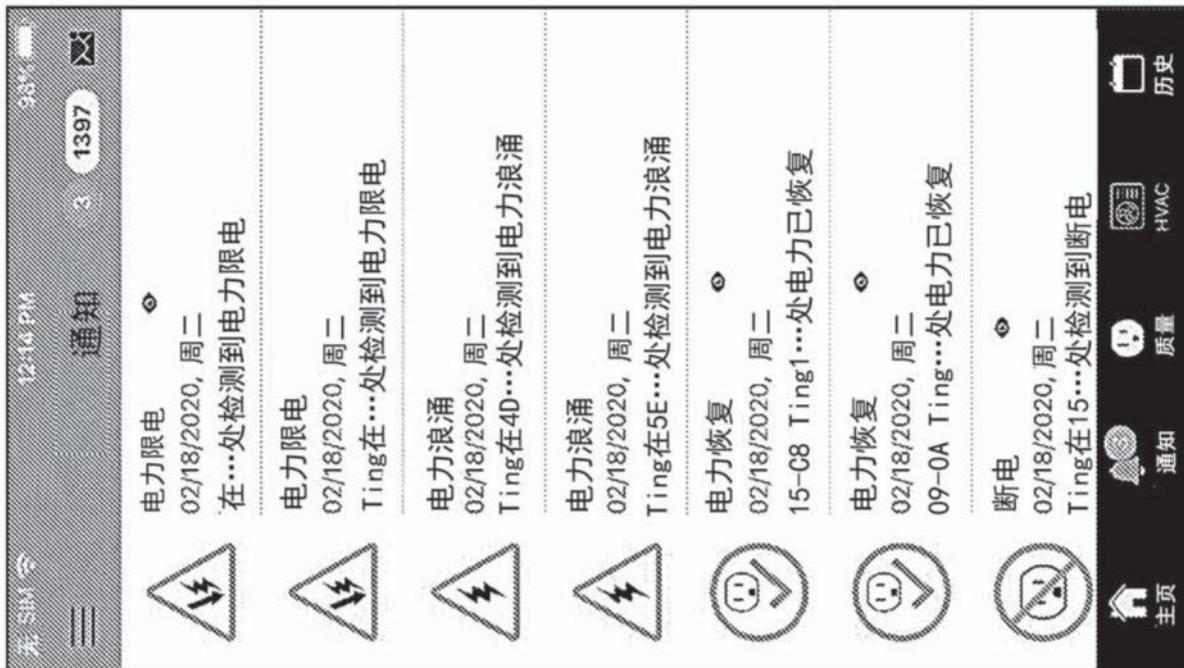 无 SIM 12:14 PM 98%
通知 3 1397
电力限电
02/18/2020, 周二
在…处检测到电力限电
电力限电
02/18/2020, 周二
Ting在…处检测到电力限电
电力浪涌
02/18/2020, 周二
Ting在4D…处检测到电力浪涌
电力浪涌
02/18/2020, 周二
Ting在5E…处检测到电力浪涌
电力恢复
02/18/2020, 周二
15-C8 Ting1…处电力已恢复
电力恢复
02/18/2020, 周二
09-0A Ting…处电力已恢复
断电
02/18/2020, 周二
Ting在15…处检测到断电
主页 通知 质量 HVAC 历史